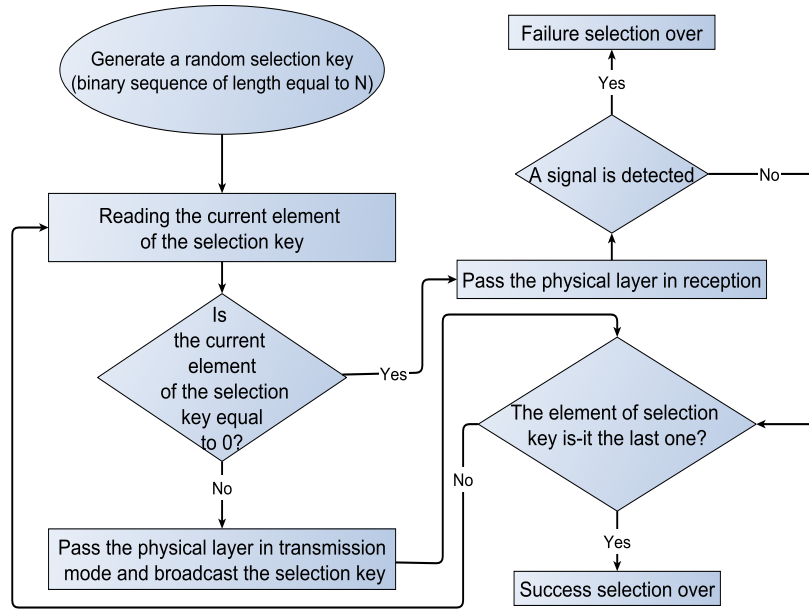 Generate a random selection key
(binary sequence of length equal to N)
Reading the current element
of the selection key
Is
the current
element
of the selection
key equal
to 0?
Yes
No
Pass the physical layer in transmission
mode and broadcast the selection key
Failure selection over
Yes
A signal is detected
No
Pass the physical layer in reception
The element of selection
key is-it the last one?
No
Yes
Success selection over